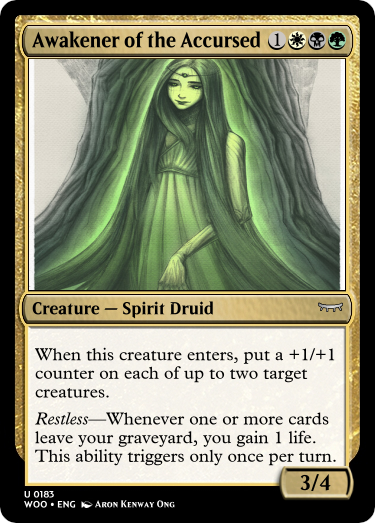 Awakener of the Accursed 1
Creature — Spirit Druid
When this creature enters, put a +1/+1
counter on each of up to two target
creatures.
Restless—Whenever one or more cards
leave your graveyard, you gain 1 life.
This ability triggers only once per turn.
3/4
U 0183
WOO • ENG Aron Kenway Ong